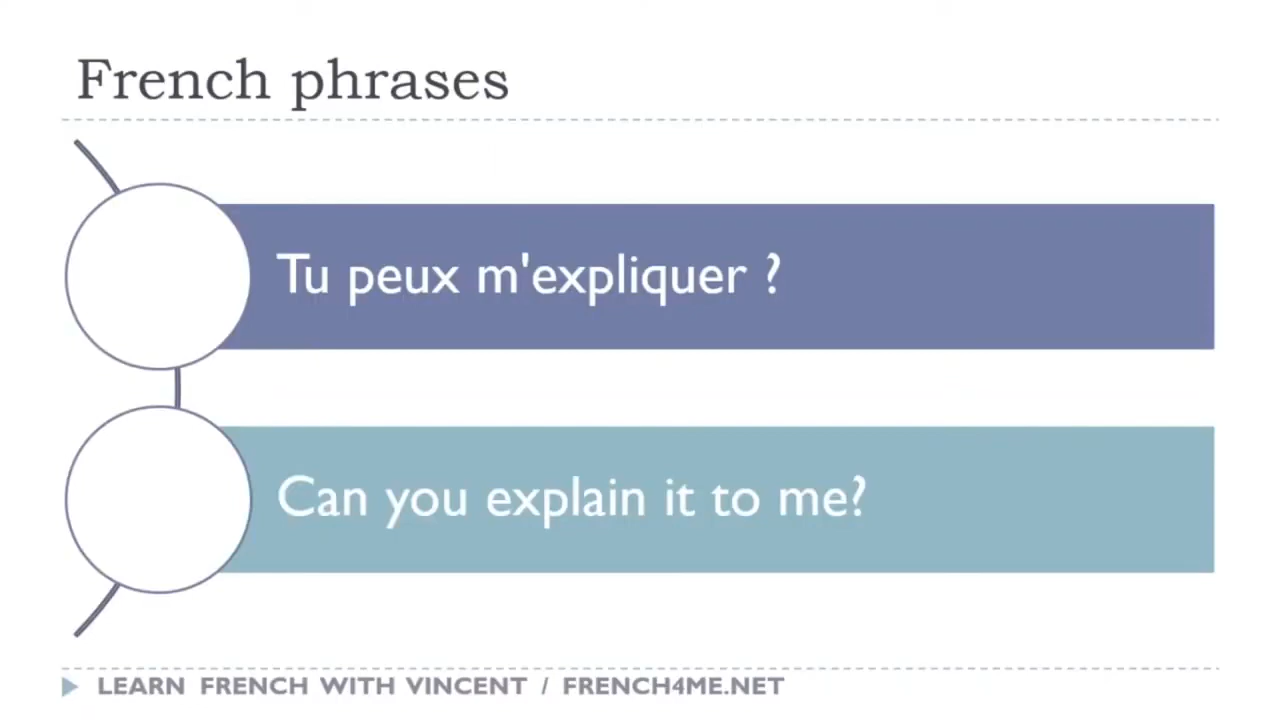 French phrases
Tu peux m'expliquer ?
Can you explain it to me?
LEARN FRENCH WITH VINCENT / FRENCH4ME.NET